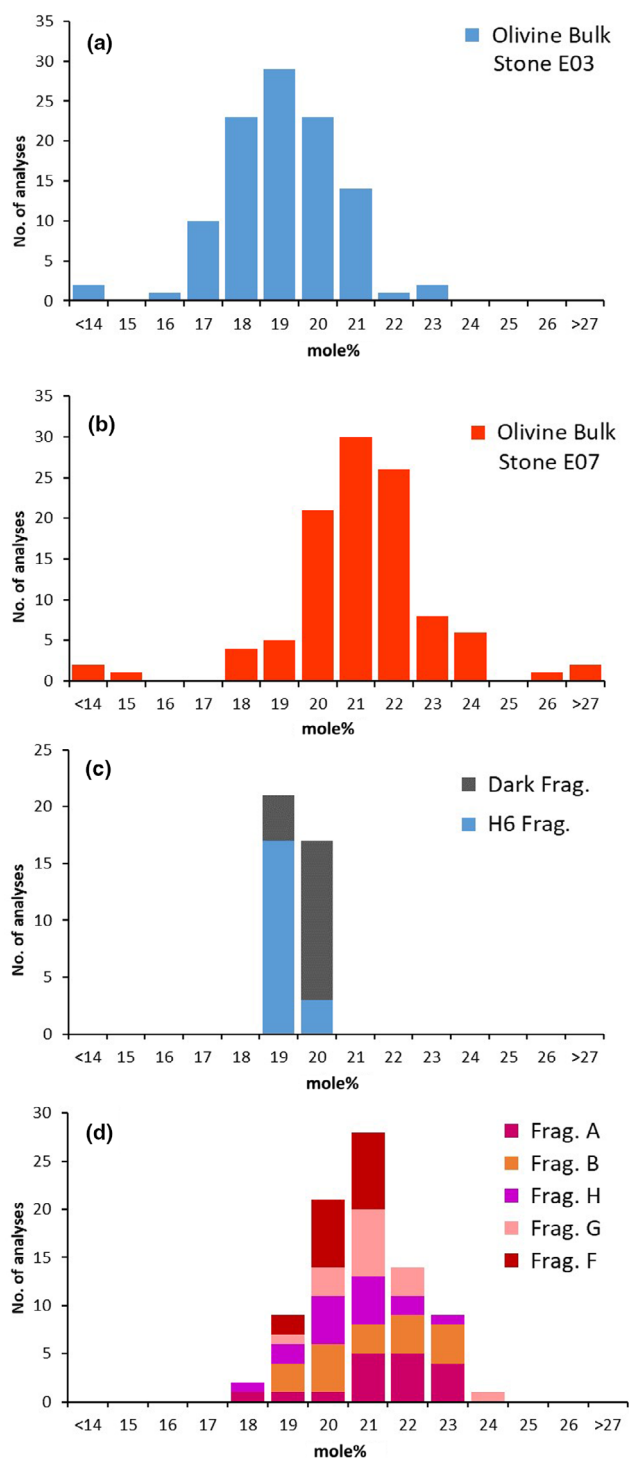 (a)
Olivine Bulk
Stone E03
No. of analyses
35
30
25
20
15
10
5
0
<14 15 16 17 18 19 20 21 22 23 24 25 26 >27
mole%
(b)
Olivine Bulk
Stone E07
No. of analyses
35
30
25
20
15
10
5
0
<14 15 16 17 18 19 20 21 22 23 24 25 26 >27
mole%
(c)
Dark Frag.
H6 Frag.
No. of analyses
25
20
15
10
5
0
<14 15 16 17 18 19 20 21 22 23 24 25 26 >27
mole%
(d)
Frag. A
Frag. B
Frag. H
Frag. G
Frag. F
No. of analyses
30
25
20
15
10
5
0
<14 15 16 17 18 19 20 21 22 23 24 25 26 >27
mole%